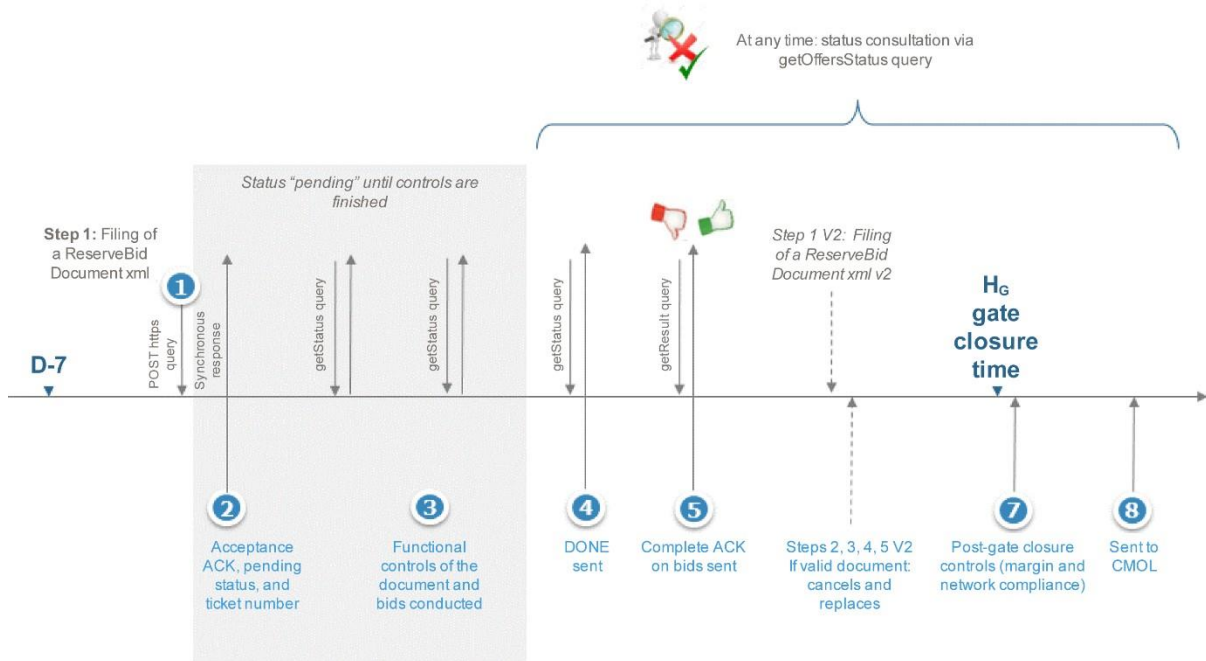 At any time: status consultation via
getOffersStatus query
Status “pending” until controls are
finished
Step 1: Filing of
a ReserveBid
Document xml
1
POST https
query
Synchronous
response
getStatus query
getStatus query
getStatus query
getResult query
Step 1 V2: Filing
of a ReserveBid
Document xml v2
HG
gate
closure
time
D-7
2
Acceptance
ACK, pending
status, and
ticket number
3
Functional
controls of the
document and
bids conducted
4
DONE
sent
5
Complete ACK
on bids sent
Steps 2, 3, 4, 5 V2
If valid document:
cancels and
replaces
7
Post-gate closure
controls (margin and
network compliance)
8
Sent to
CMOL